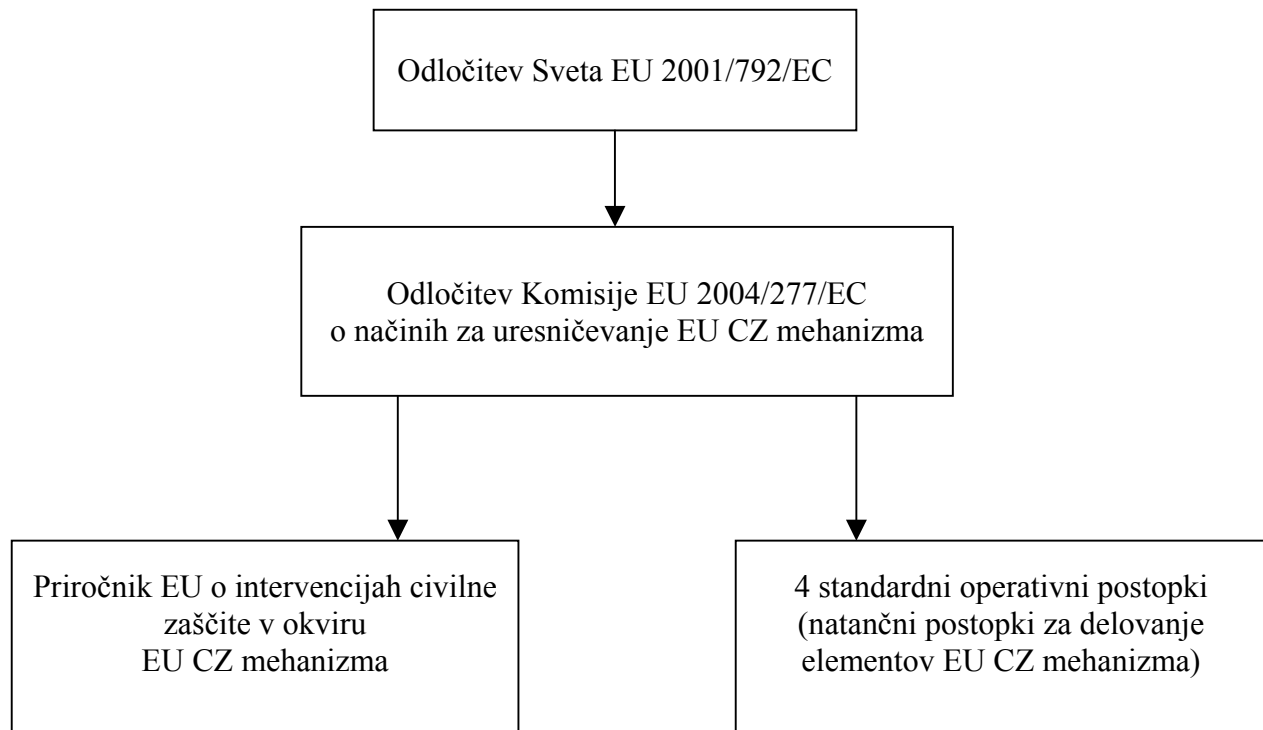 Odločitev Sveta EU 2001/792/EC
Odločitev Komisije EU 2004/277/EC
o načinih za uresničevanje EU CZ mehanizma
Priročnik EU o intervencijah civilne
zaščite v okviru
EU CZ mehanizma
4 standardni operativni postopki
(natančni postopki za delovanje
elementov EU CZ mehanizma)